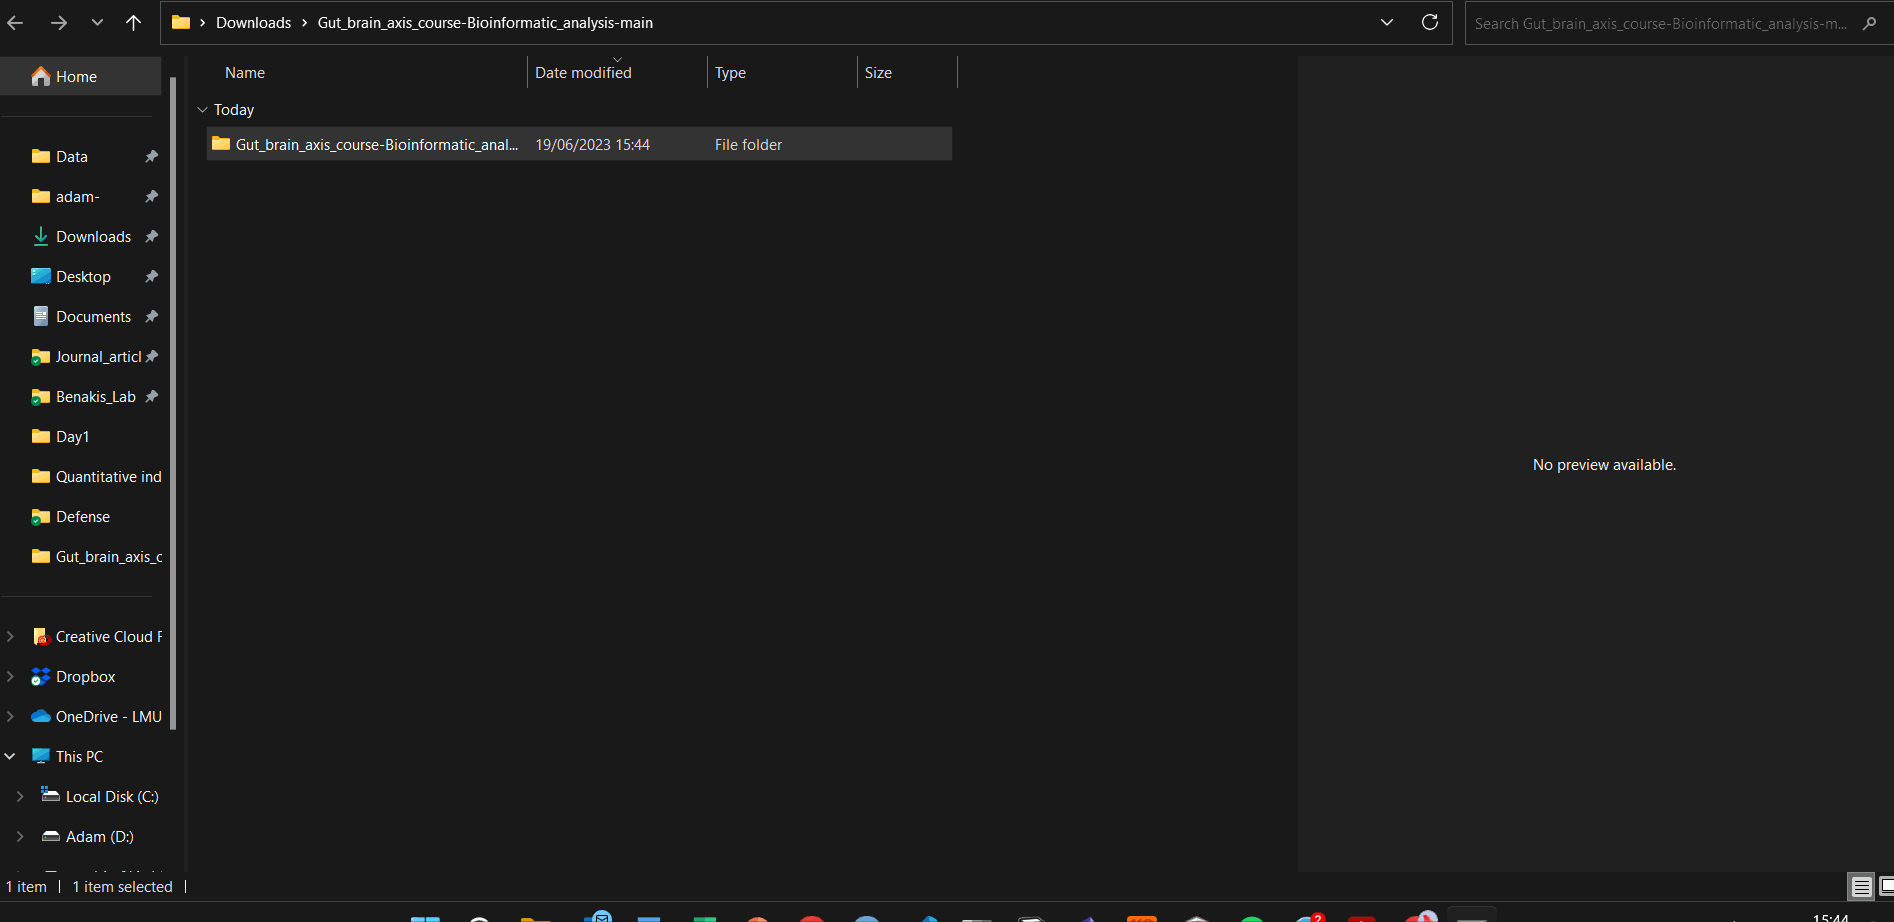 Downloads > Gut_brain_axis_course-Bioinformatic_analysis-main
Search Gut_brain_axis_course-Bioinformatic_analysis-m...
Home
Data
adam-
Downloads
Desktop
Documents
Journal_articl
Benakis_Lab
Day1
Quantitative ind
Defense
Gut_brain_axis_c
Creative Cloud F
Dropbox
OneDrive - LMU
This PC
Local Disk (C:)
Adam (D:)
Name Date modified Type Size
Today
Gut_brain_axis_course-Bioinformatic_anal... 19/06/2023 15:44 File folder
No preview available.
1 item | 1 item selected |
2
15:44